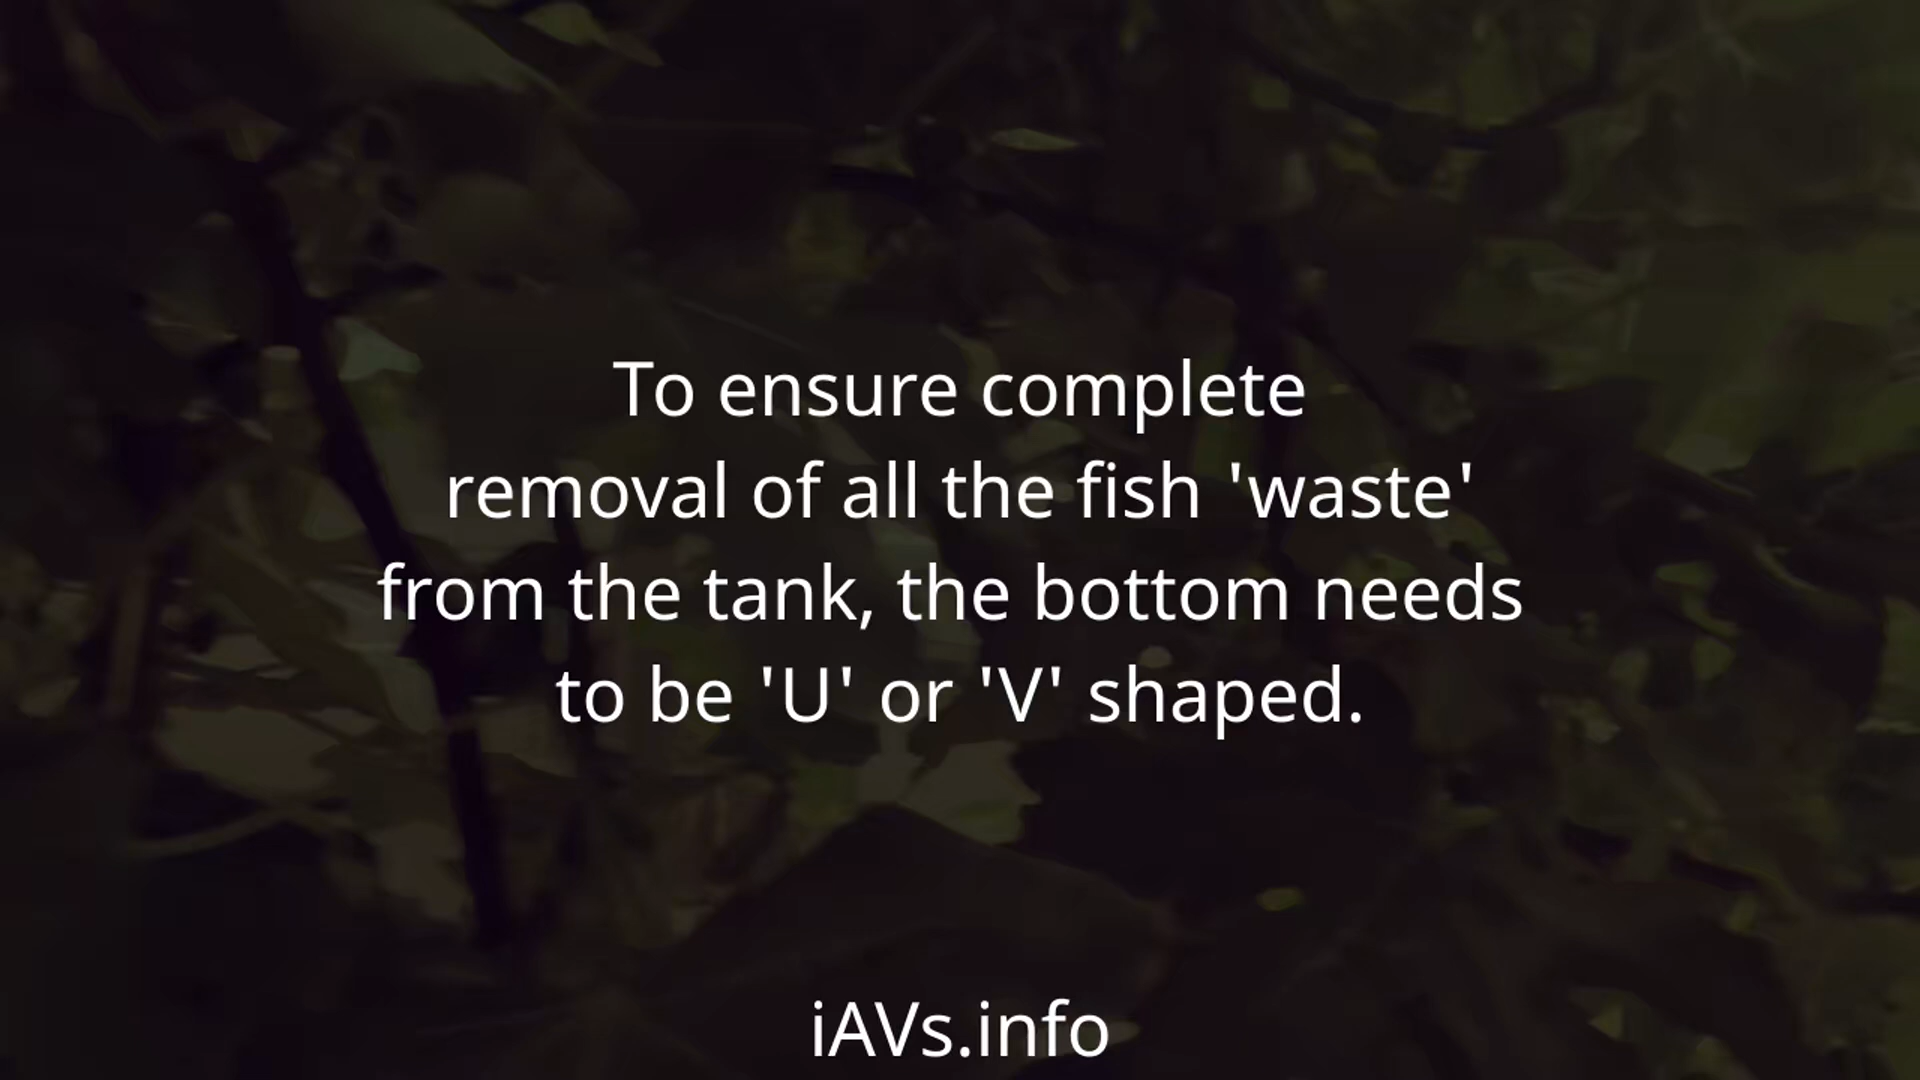 To ensure complete
removal of all the fish 'waste'
from the tank, the bottom needs
to be 'U' or 'V' shaped.
iAVs.info